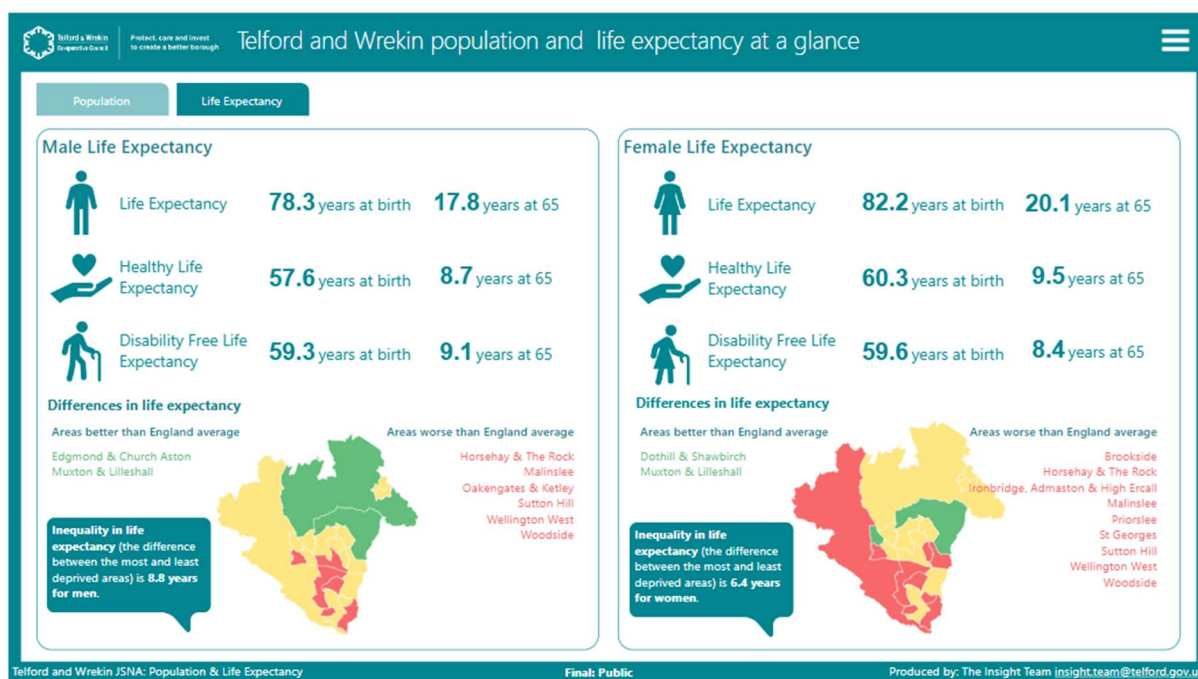 Telford & Wrekin
Co-operative Council
Protect, care and invest
to create a better borough
Telford and Wrekin population and life expectancy at a glance
Population
Life Expectancy
Male Life Expectancy
Life Expectancy 78.3 years at birth 17.8 years at 65
Healthy Life
Expectancy
57.6 years at birth 8.7 years at 65
Disability Free Life
Expectancy
59.3 years at birth 9.1 years at 65
Differences in life expectancy
Areas better than England average
Edgmond & Church Aston
Muxton & Lilleshall
Areas worse than England average
Horsehay & The Rock
Malinslee
Oakengates & Ketley
Sutton Hill
Wellington West
Woodside
Inequality in life
expectancy (the difference
between the most and least
deprived areas) is 8.8 years
for men.
Female Life Expectancy
Life Expectancy 82.2 years at birth 20.1 years at 65
Healthy Life
Expectancy
60.3 years at birth 9.5 years at 65
Disability Free Life
Expectancy
59.6 years at birth 8.4 years at 65
Differences in life expectancy
Areas better than England average
Dothill & Shawbirch
Muxton & Lilleshall
Areas worse than England average
Brookside
Horsehay & The Rock
Ironbridge, Admaston & High Ercall
Malinslee
Priorslee
St Georges
Sutton Hill
Wellington West
Woodside
Inequality in life
expectancy (the difference
between the most and least
deprived areas) is 6.4 years
for women.
Telford and Wrekin JSNA: Population & Life Expectancy
Final: Public
Produced by: The Insight Team insight.team@telford.gov.u